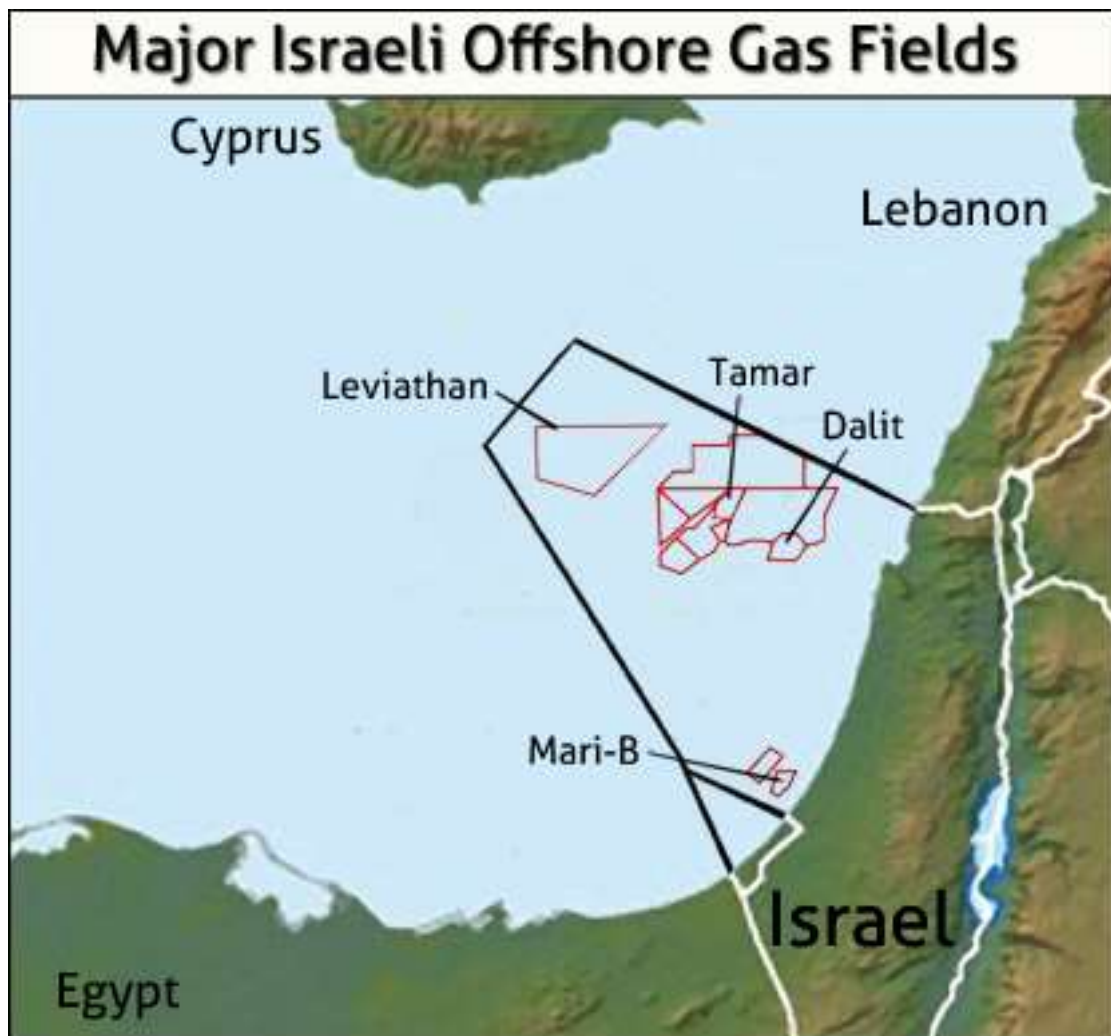 Major Israeli Offshore Gas Fields
Cyprus
Lebanon
Tamar
Leviathan
Dalit
Mari-B
Israel
Egypt